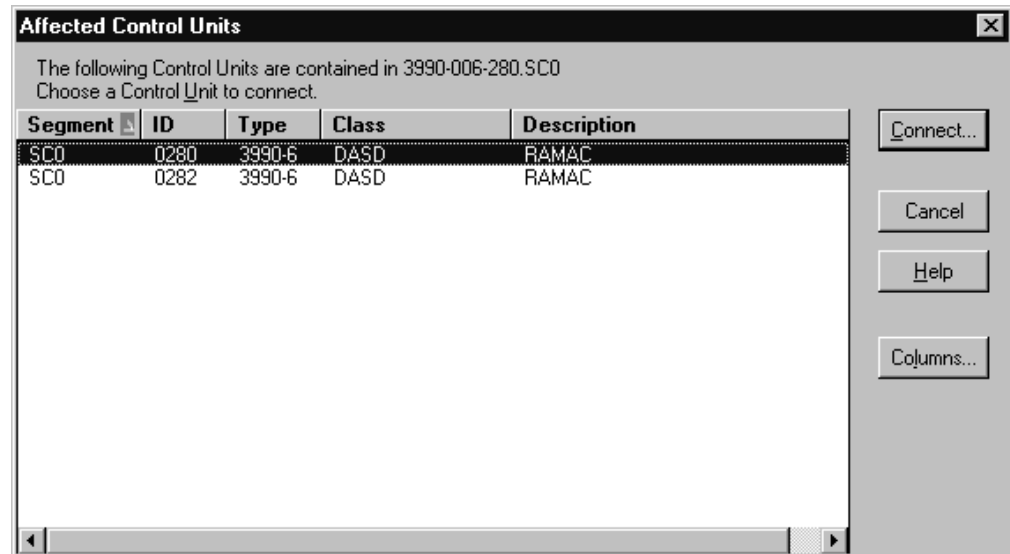 Affected Control Units
The following Control Units are contained in 3990-006-280.SC0
Choose a Control Unit to connect.
Segment ID Type Class Description
SC0 0280 3990-6 DASD RAMAC
SC0 0282 3990-6 DASD RAMAC
Connect...
Cancel
Help
Columns...